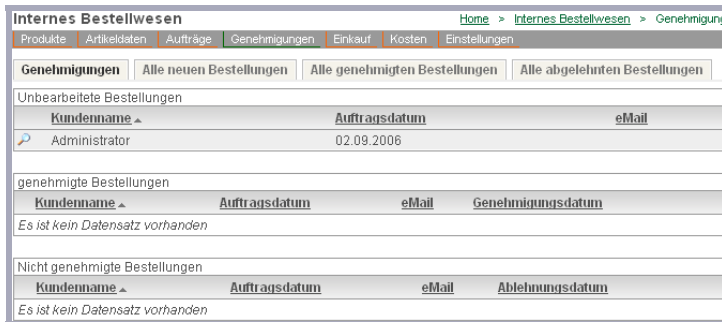 Internes Bestellwesen Home > Internes Bestellwesen > Genehmigun
Produkte Artikeldaten Aufträge Genehmigungen Einkauf Kosten Einstellungen
Genehmigungen Alle neuen Bestellungen Alle genehmigten Bestellungen Alle abgelehnten Bestellungen
Unbearbeitete Bestellungen
Kundenname Auftragsdatum eMail
Administrator 02.09.2006
genehmigte Bestellungen
Kundenname Auftragsdatum eMail Genehmigungsdatum
Es ist kein Datensatz vorhanden
Nicht genehmigte Bestellungen
Kundenname Auftragsdatum eMail Ablehnungsdatum
Es ist kein Datensatz vorhanden